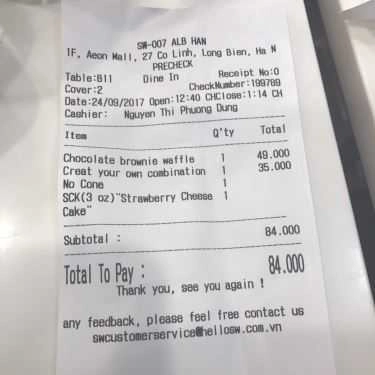 SW-007 ALB HAN
1F, Aeon Mall, 27 Co Linh, Long Bien, Ha N
PRECHECK
Table:B11 Dine In Receipt No:0
Cover:2 CheckNumber:199789
Date:24/09/2017 Open:12:40 CHClose:1:14 CH
Cashier: Nguyen Thi Phuong Dung
Item Q'ty Total
Chocolate brownie waffle 1 49.000
Creat your own combination 1 35.000
No Cone 1
SCK(3 oz)"Strawberry Cheese 1
Cake"
Subtotal : 84.000
Total To Pay : 84.000
Thank you, see you again !
any feedback, please feel free contact us
swcustomerservice@hellosw.com.vn